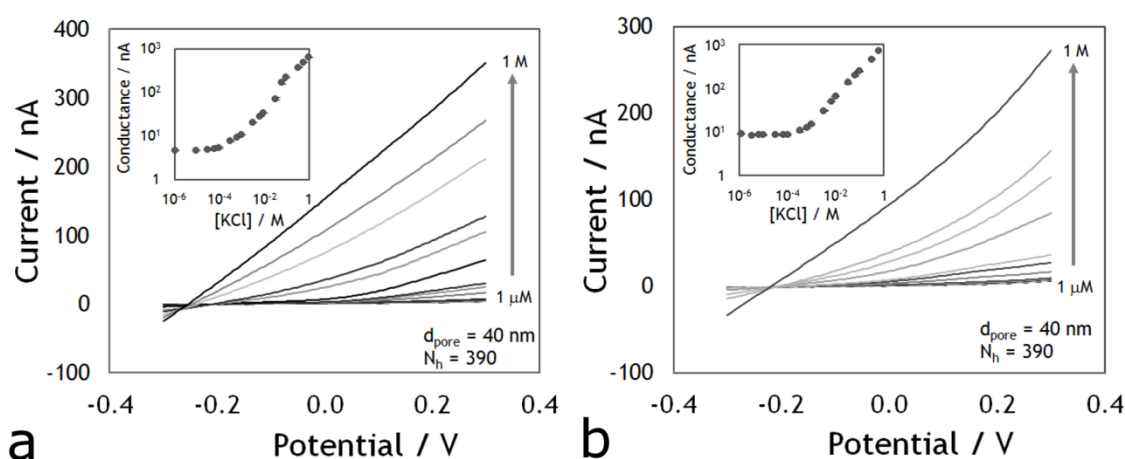 400
300
200
100
0
-100
Current / nA
-0.4
-0.2
0.0
0.2
0.4
Potential / V
10³
10²
10¹
1
Conductance / nA
10⁻⁶
10⁻⁴
10⁻²
1
[KCl] / M
1 M
1 μM
d_pore = 40 nm
N_h = 390
a
300
200
100
0
-100
Current / nA
-0.4
-0.2
0.0
0.2
0.4
Potential / V
10³
10²
10¹
1
Conductance / nA
10⁻⁶
10⁻⁴
10⁻²
1
[KCl] / M
1 M
1 μM
d_pore = 40 nm
N_h = 390
b